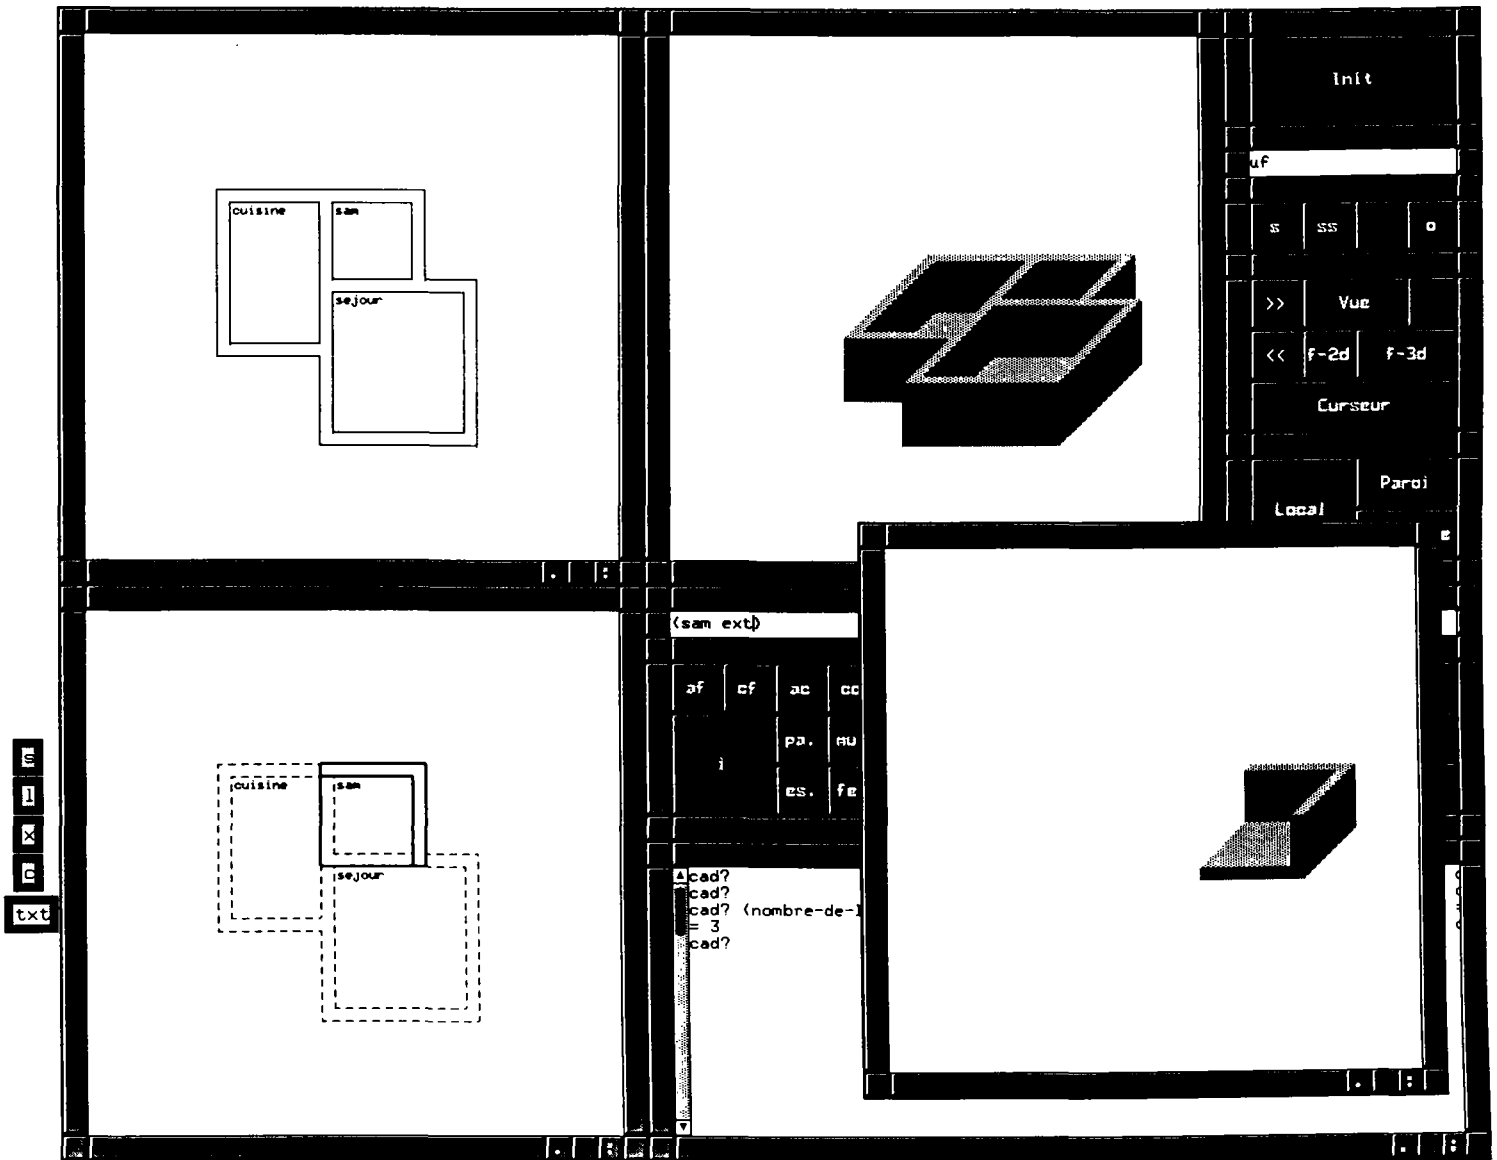 cuisine sam
sejour
Init
uf
s ss o
>> Vue
<< f-2d f-3d
Curseur
Paroi
Local
(sam ext)
af cf ac cc
pa. mu
i
es. fe
cuisine sam
sejour
s
l
x
c
txt
cad?
cad?
cad? (nombre-de-l
= 3
cad?